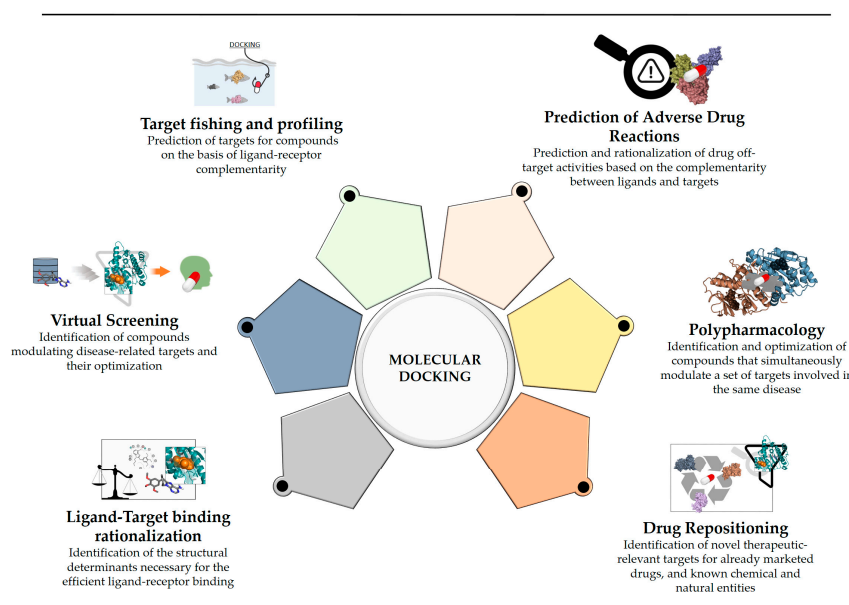 DOCKING
Target fishing and profiling
Prediction of targets for compounds
on the basis of ligand-receptor
complementarity
Prediction of Adverse Drug
Reactions
Prediction and rationalization of drug off-
target activities based on the complementarity
between ligands and targets
Virtual Screening
Identification of compounds
modulating disease-related targets and
their optimization
MOLECULAR
DOCKING
Polypharmacology
Identification and optimization of
compounds that simultaneously
modulate a set of targets involved in
the same disease
Ligand-Target binding
rationalization
Identification of the structural
determinants necessary for the
efficient ligand-receptor binding
Drug Repositioning
Identification of novel therapeutic-
relevant targets for already marketed
drugs, and known chemical and
natural entities